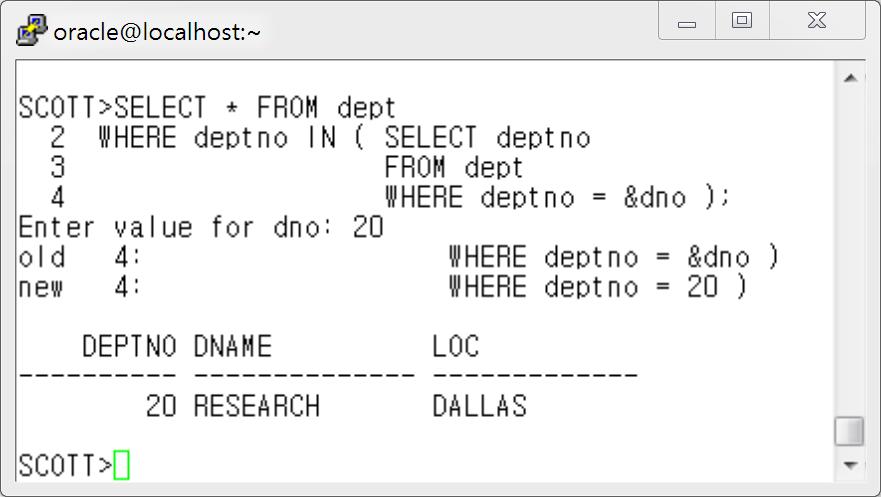 oracle@localhost:~
SCOTT>SELECT * FROM dept
  2  WHERE deptno IN ( SELECT deptno
  3                    FROM dept
  4                    WHERE deptno = &dno );
Enter value for dno: 20
old   4:                   WHERE deptno = &dno )
new   4:                   WHERE deptno = 20 )
    DEPTNO DNAME          LOC
---------- -------------- -------------
        20 RESEARCH       DALLAS
SCOTT>